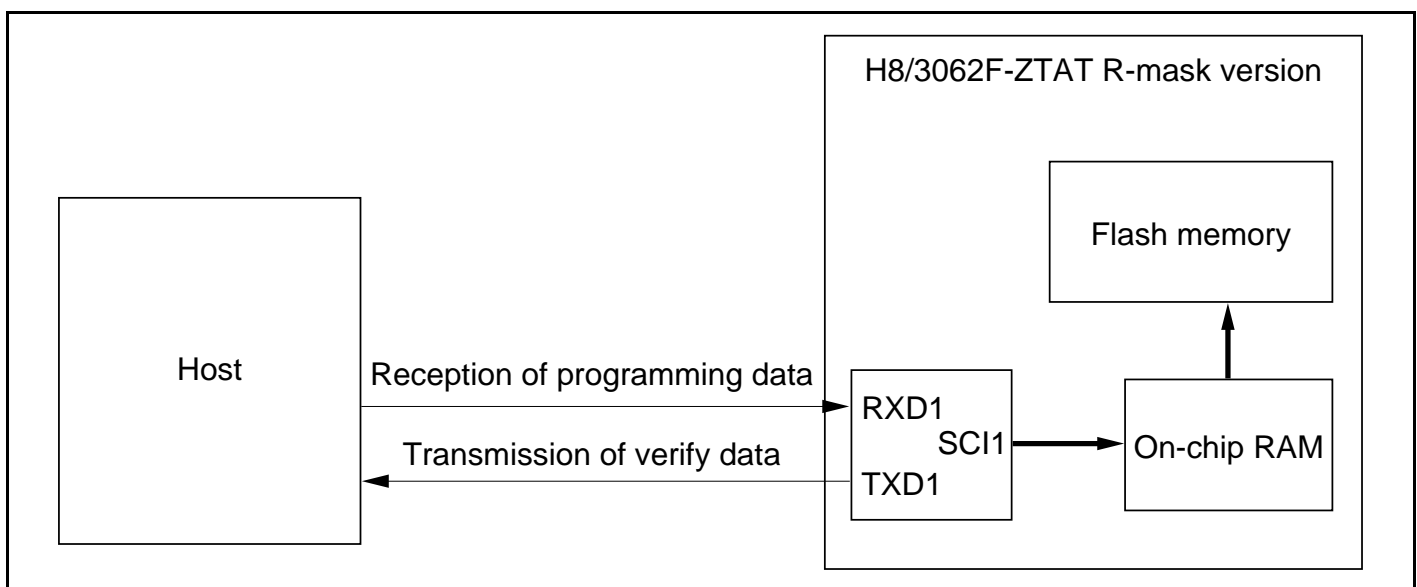 H8/3062F-ZTAT R-mask version
Flash memory
Host
Reception of programming data
RXD1
SCI1
On-chip RAM
Transmission of verify data
TXD1